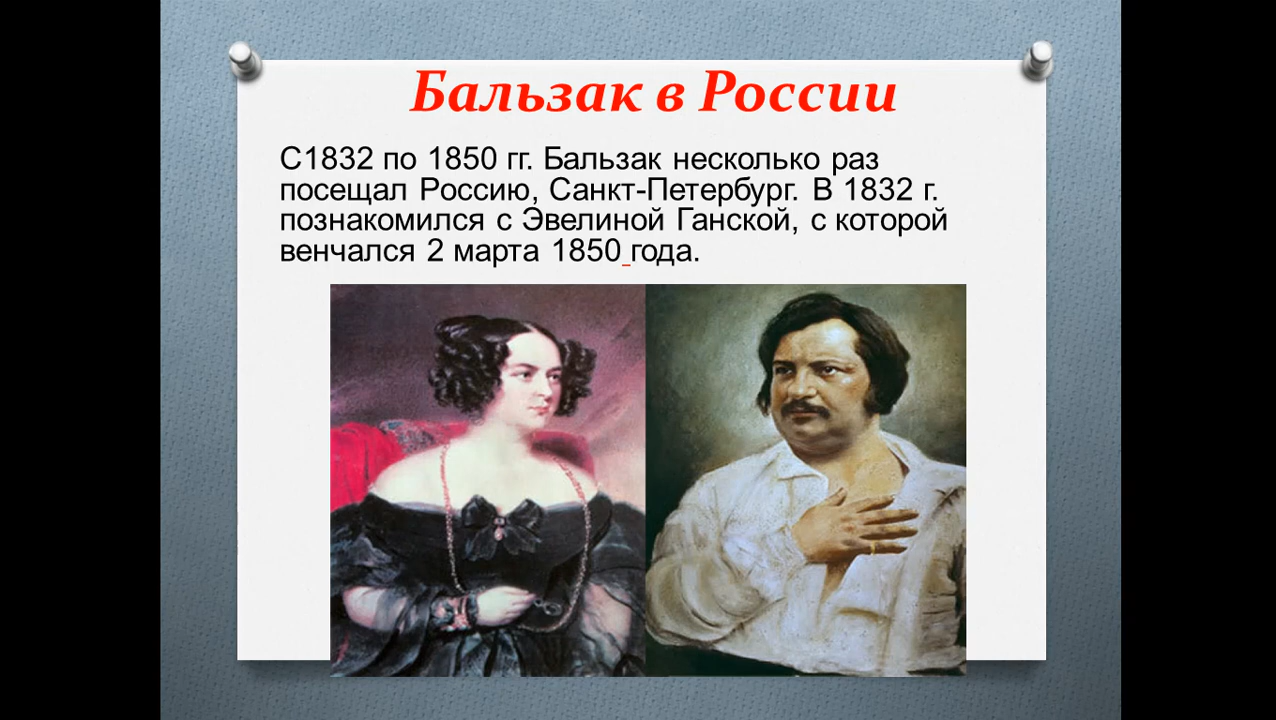 Бальзак в России
С1832 по 1850 гг. Бальзак несколько раз
посещал Россию, Санкт-Петербург. В 1832 г.
познакомился с Эвелиной Ганской, с которой
венчался 2 марта 1850 года.